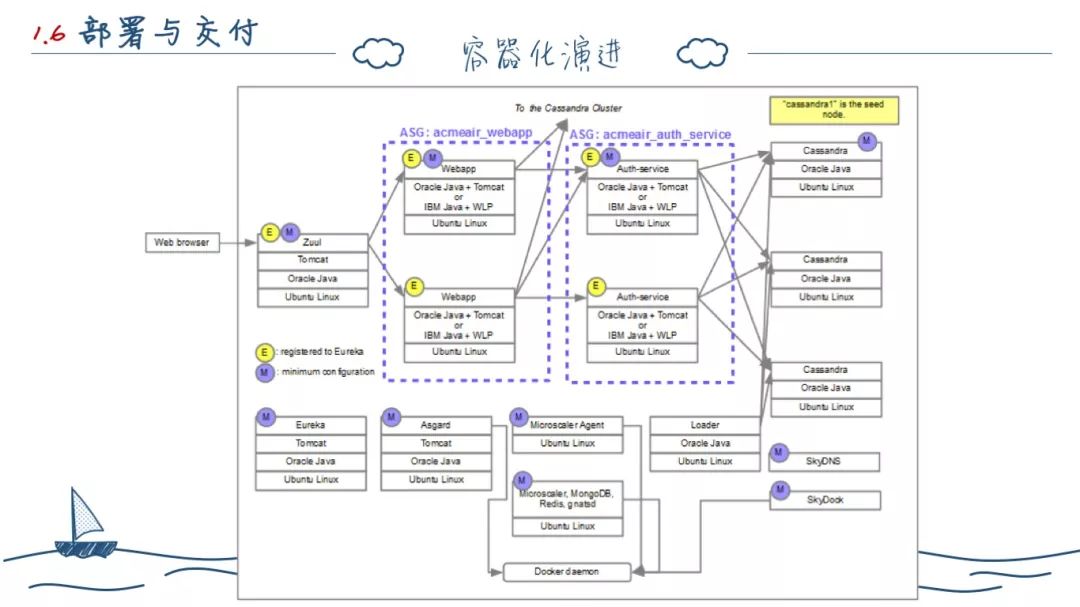 1.6 部署与交付
容器化演进
To the Cassandra Cluster
"cassandra1" is the seed
node.
ASG: acmeair_webapp
ASG: acmeair_auth_service
E
M
Webapp
Oracle Java + Tomcat
or
IBM Java + WLP
Ubuntu Linux
E
M
Auth-service
Oracle Java + Tomcat
or
IBM Java + WLP
Ubuntu Linux
M
Cassandra
Oracle Java
Ubuntu Linux
Web browser
E
M
Zuul
Tomcat
Oracle Java
Ubuntu Linux
E
Webapp
Oracle Java + Tomcat
or
IBM Java + WLP
Ubuntu Linux
E
Auth-service
Oracle Java + Tomcat
or
IBM Java + WLP
Ubuntu Linux
Cassandra
Oracle Java
Ubuntu Linux
E : registered to Eureka
M : minimum configuration
Cassandra
Oracle Java
Ubuntu Linux
M
Eureka
Tomcat
Oracle Java
Ubuntu Linux
M
Asgard
Tomcat
Oracle Java
Ubuntu Linux
M
Microscaler Agent
Ubuntu Linux
Loader
Oracle Java
Ubuntu Linux
M
SkyDNS
M
Microscaler, MongoDB,
Redis, gnatsd
Ubuntu Linux
M
SkyDock
Docker daemon